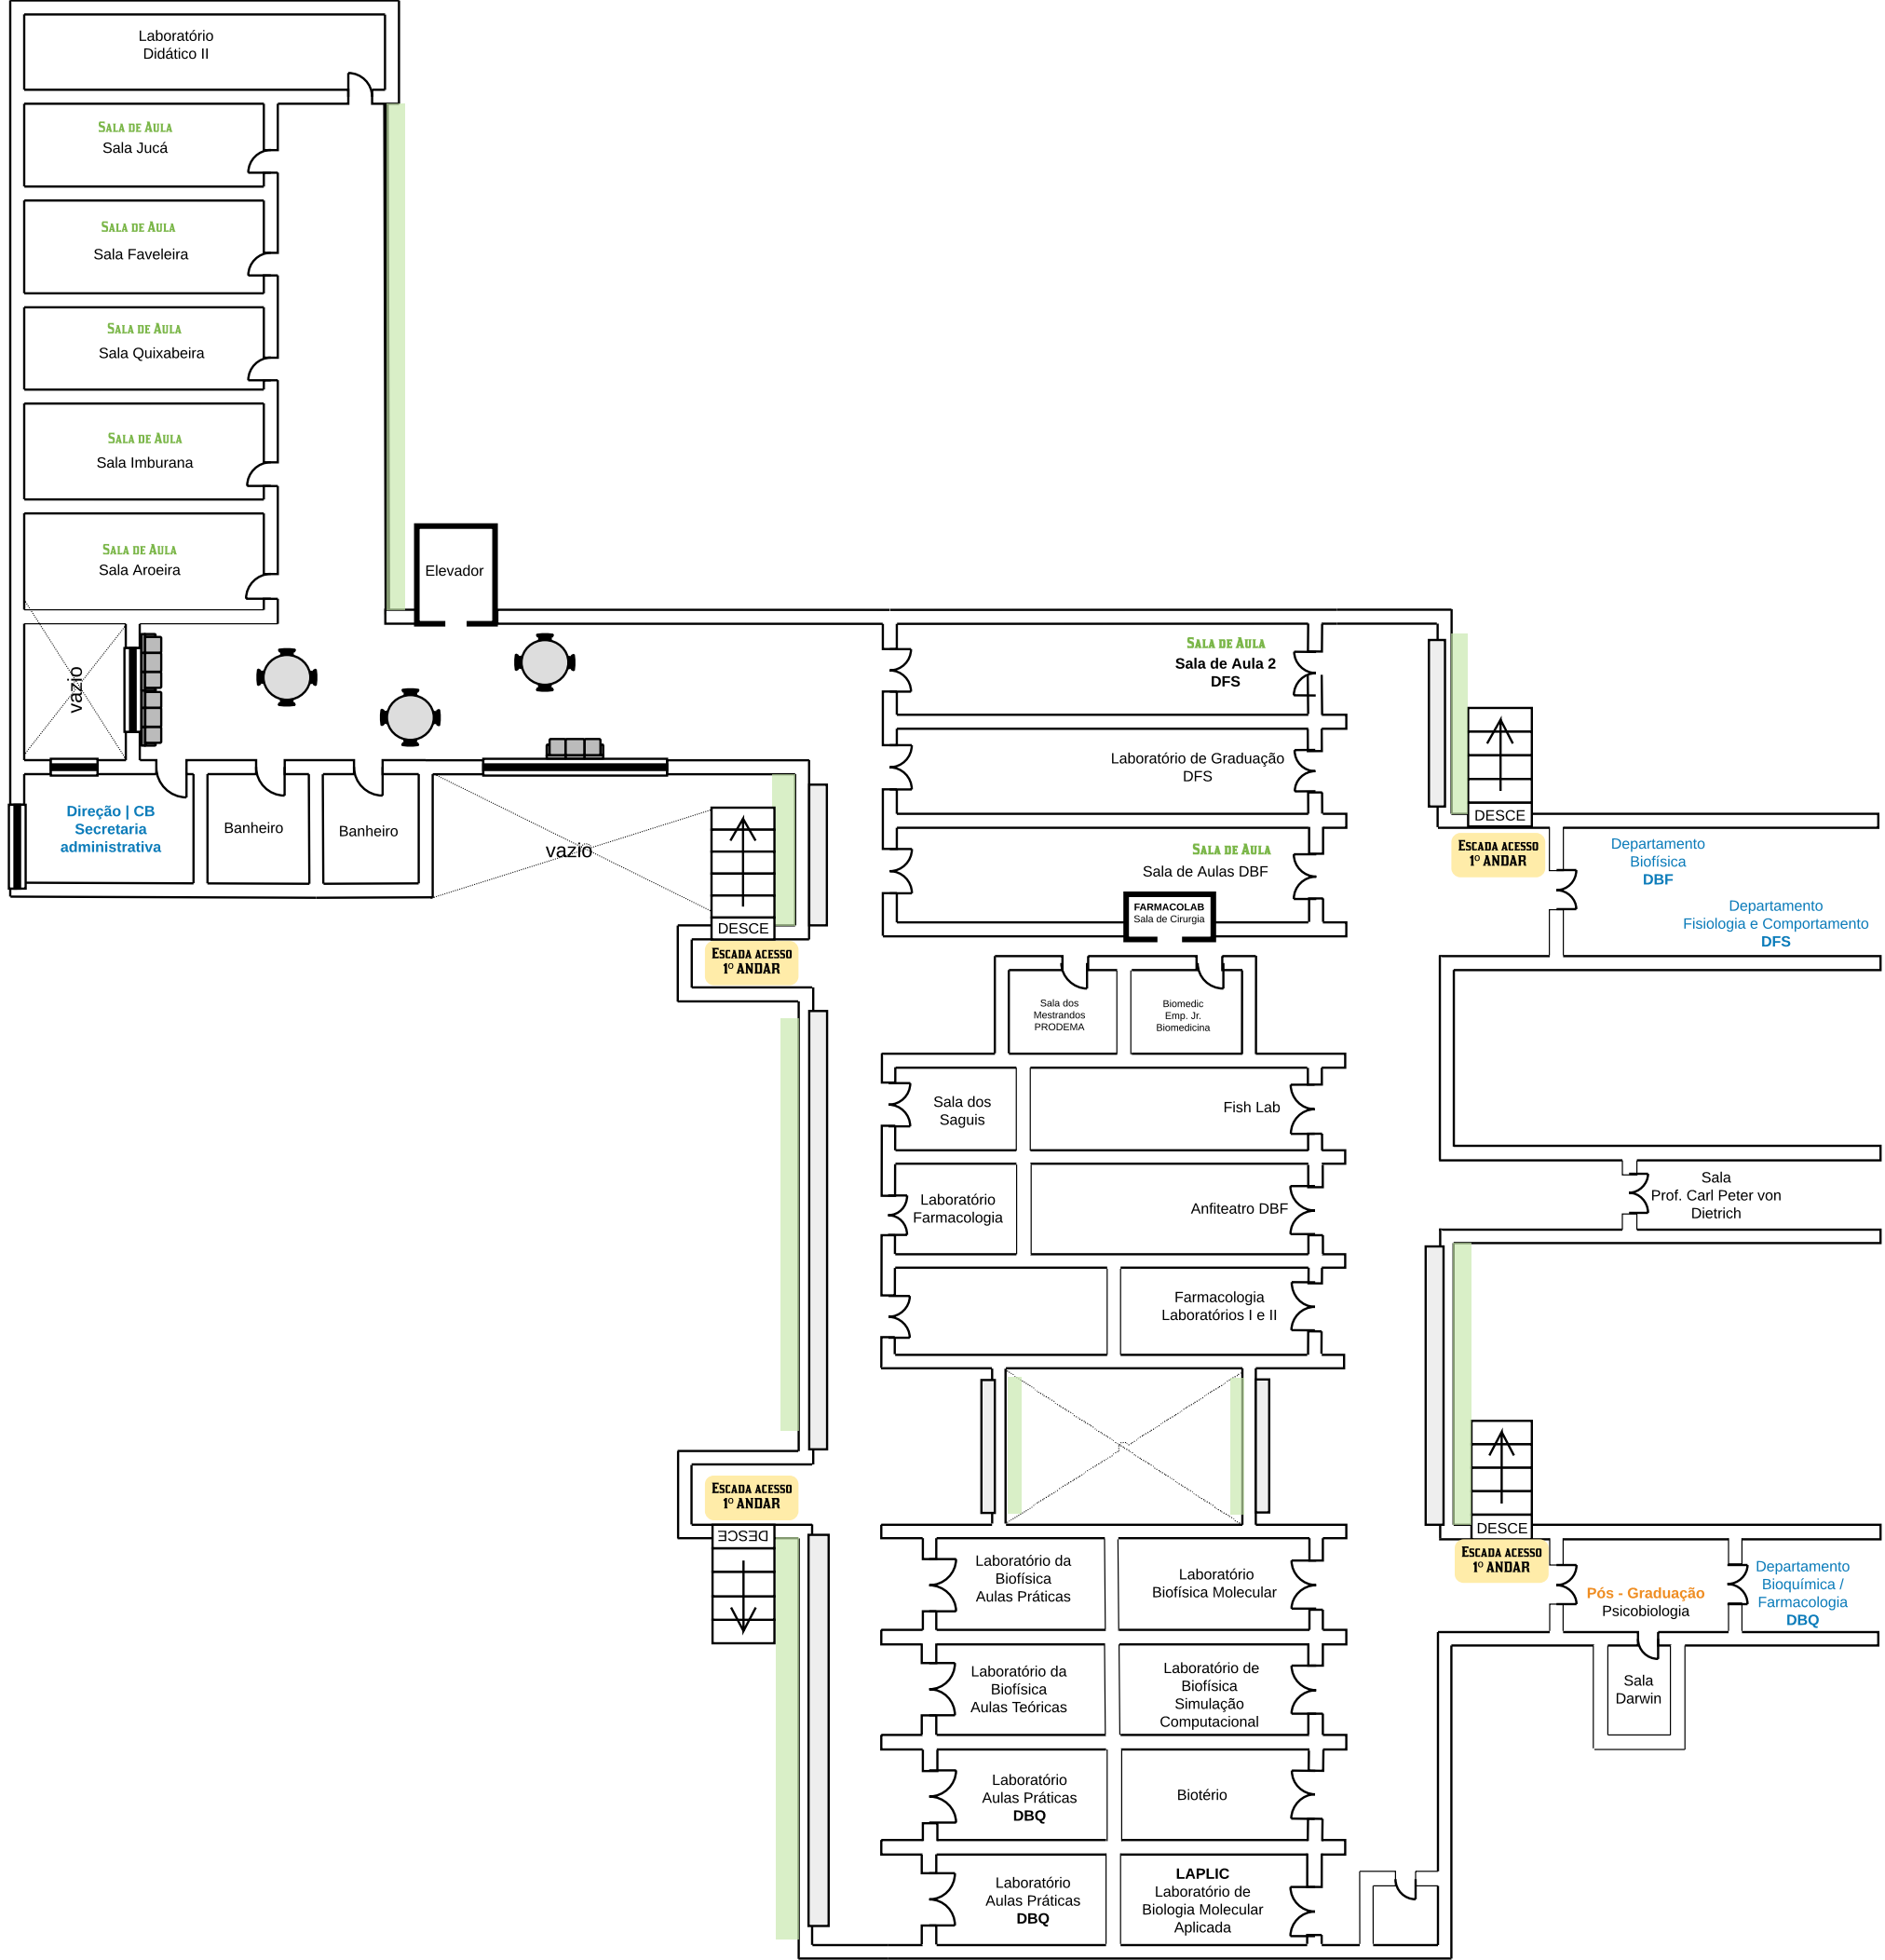 Laboratório
Didático II
Sala de Aula
Sala Jucá
Sala de Aula
Sala Faveleira
Sala de Aula
Sala Quixabeira
Sala de Aula
Sala Imburana
Sala de Aula
Sala Aroeira
Elevador
vazio
Direção | CB
Secretaria
administrativa
Banheiro
Banheiro
vazio
DESCE
Escada acesso
1º ANDAR
Sala de Aula
Sala de Aula 2
DFS
Laboratório de Graduação
DFS
Sala de Aula
Sala de Aulas DBF
FARMACOLAB
Sala de Cirurgia
DESCE
Escada acesso
1º ANDAR
Departamento
Biofísica
DBF
Departamento
Fisiologia e Comportamento
DFS
Sala dos
Mestrandos
PRODEMA
Biomedic
Emp. Jr.
Biomedicina
Sala dos
Saguis
Fish Lab
Laboratório
Farmacologia
Anfiteatro DBF
Sala
Prof. Carl Peter von
Dietrich
Farmacologia
Laboratórios I e II
Escada acesso
1º ANDAR
DESCE
DESCE
Escada acesso
1º ANDAR
Laboratório da
Biofísica
Aulas Práticas
Laboratório
Biofísica Molecular
Pós - Graduação
Psicobiologia
Departamento
Bioquímica /
Farmacologia
DBQ
Laboratório da
Biofísica
Aulas Teóricas
Laboratório de
Biofísica
Simulação
Computacional
Sala
Darwin
Laboratório
Aulas Práticas
DBQ
Biotério
Laboratório
Aulas Práticas
DBQ
LAPLIC
Laboratório de
Biologia Molecular
Aplicada